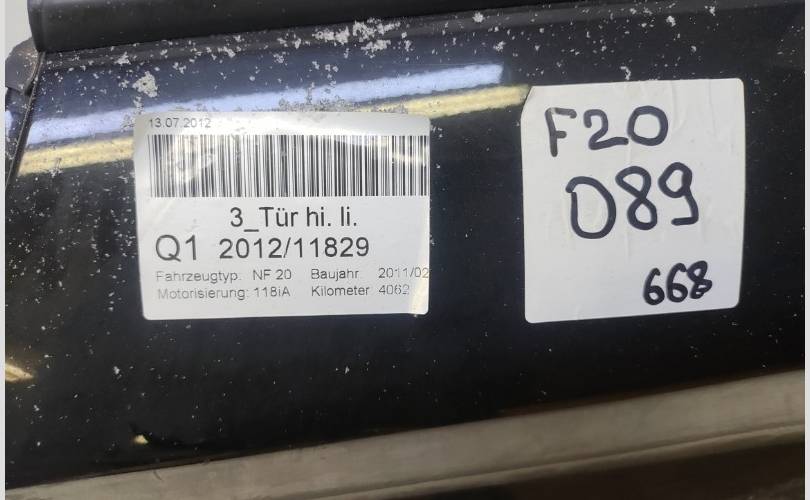 13.07.2012
3_Tür hi. li.
Q1 2012/11829
Fahrzeugtyp: NF 20 Baujahr: 2011/02
Motorisierung: 118iA Kilometer: 4062
F20
D89
668